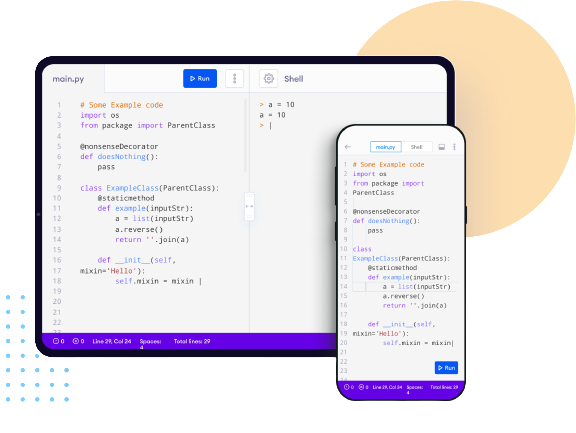 main.py
Run
Shell
1 # Some Example code
2 import os
3 from package import ParentClass
4
5 @nonsenseDecorator
6 def doesNothing():
7 pass
8
9 class ExampleClass(ParentClass):
10 @staticmethod
11 def example(inputStr):
12 a = list(inputStr)
13 a.reverse()
14 return ''.join(a)
15
16 def __init__(self,
17 mixin='Hello'):
18 self.mixin = mixin |
19
20
21
22
23
> a = 10
a = 10
> |
0 0 Line 29, Col 24 Spaces: 4 Total lines: 29
main.py Shell
1 # Some Example code
2 import os
3 from package import
4 ParentClass
5
6 @nonsenseDecorator
7 def doesNothing():
8 pass
9
10 class
11 ExampleClass(ParentClass):
12 @staticmethod
13 def example(inputStr):
14 a = list(inputStr)
15 a.reverse()
16 return ''.join(a)
17
18 def __init__(self,
19 mixin='Hello'):
20 self.mixin = mixin|
20
22
22
23
Run
0 0 Line 29, Col 24 Spaces: 4 Total lines: 29